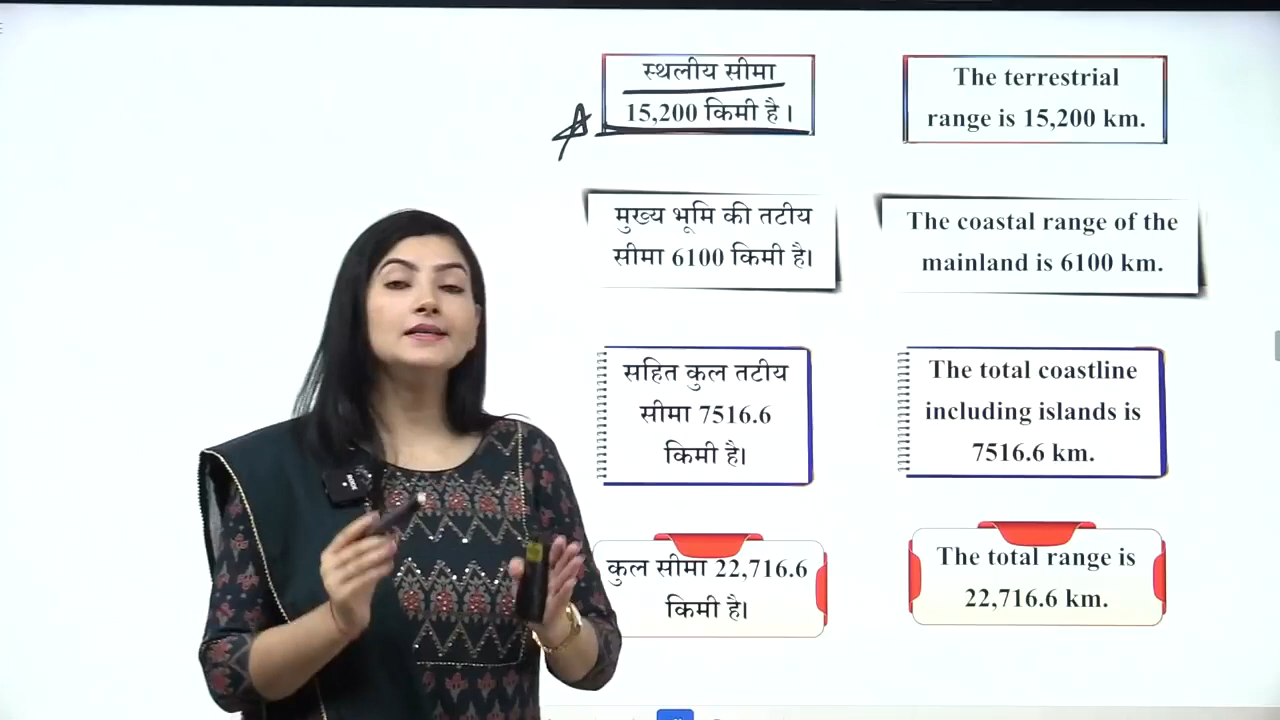 स्थलीय सीमा
15,200 किमी है।
The terrestrial
range is 15,200 km.
मुख्य भूमि की तटीय
सीमा 6100 किमी है।
The coastal range of the
mainland is 6100 km.
सहित कुल तटीय
सीमा 7516.6
किमी है।
The total coastline
including islands is
7516.6 km.
कुल सीमा 22,716.6
किमी है।
The total range is
22,716.6 km.